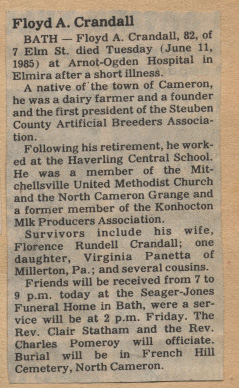 Floyd A. Crandall
BATH — Floyd A. Crandall, 82, of
7 Elm St. died Tuesday (June 11,
1985) at Arnot-Ogden Hospital in
Elmira after a short illness.
A native of the town of Cameron,
he was a dairy farmer and a founder
and the first president of the Steuben
County Artificial Breeders Associa-
tion.
Following his retirement, he work-
ed at the Haverling Central School.
He was a member of the Mit-
chellsville United Methodist Church
and the North Cameron Grange and
a former member of the Konhocton
Mlk Producers Association.
Survivors include his wife,
Florence Rundell Crandall; one
daughter, Virginia Panetta of
Millerton, Pa.; and several cousins.
Friends will be received from 7 to
9 p.m. today at the Seager-Jones
Funeral Home in Bath, were a ser-
vice will be at 2 p.m. Friday. The
Rev. Clair Statham and the Rev.
Charles Pomeroy will officiate.
Burial will be in French Hill
Cemetery, North Cameron.